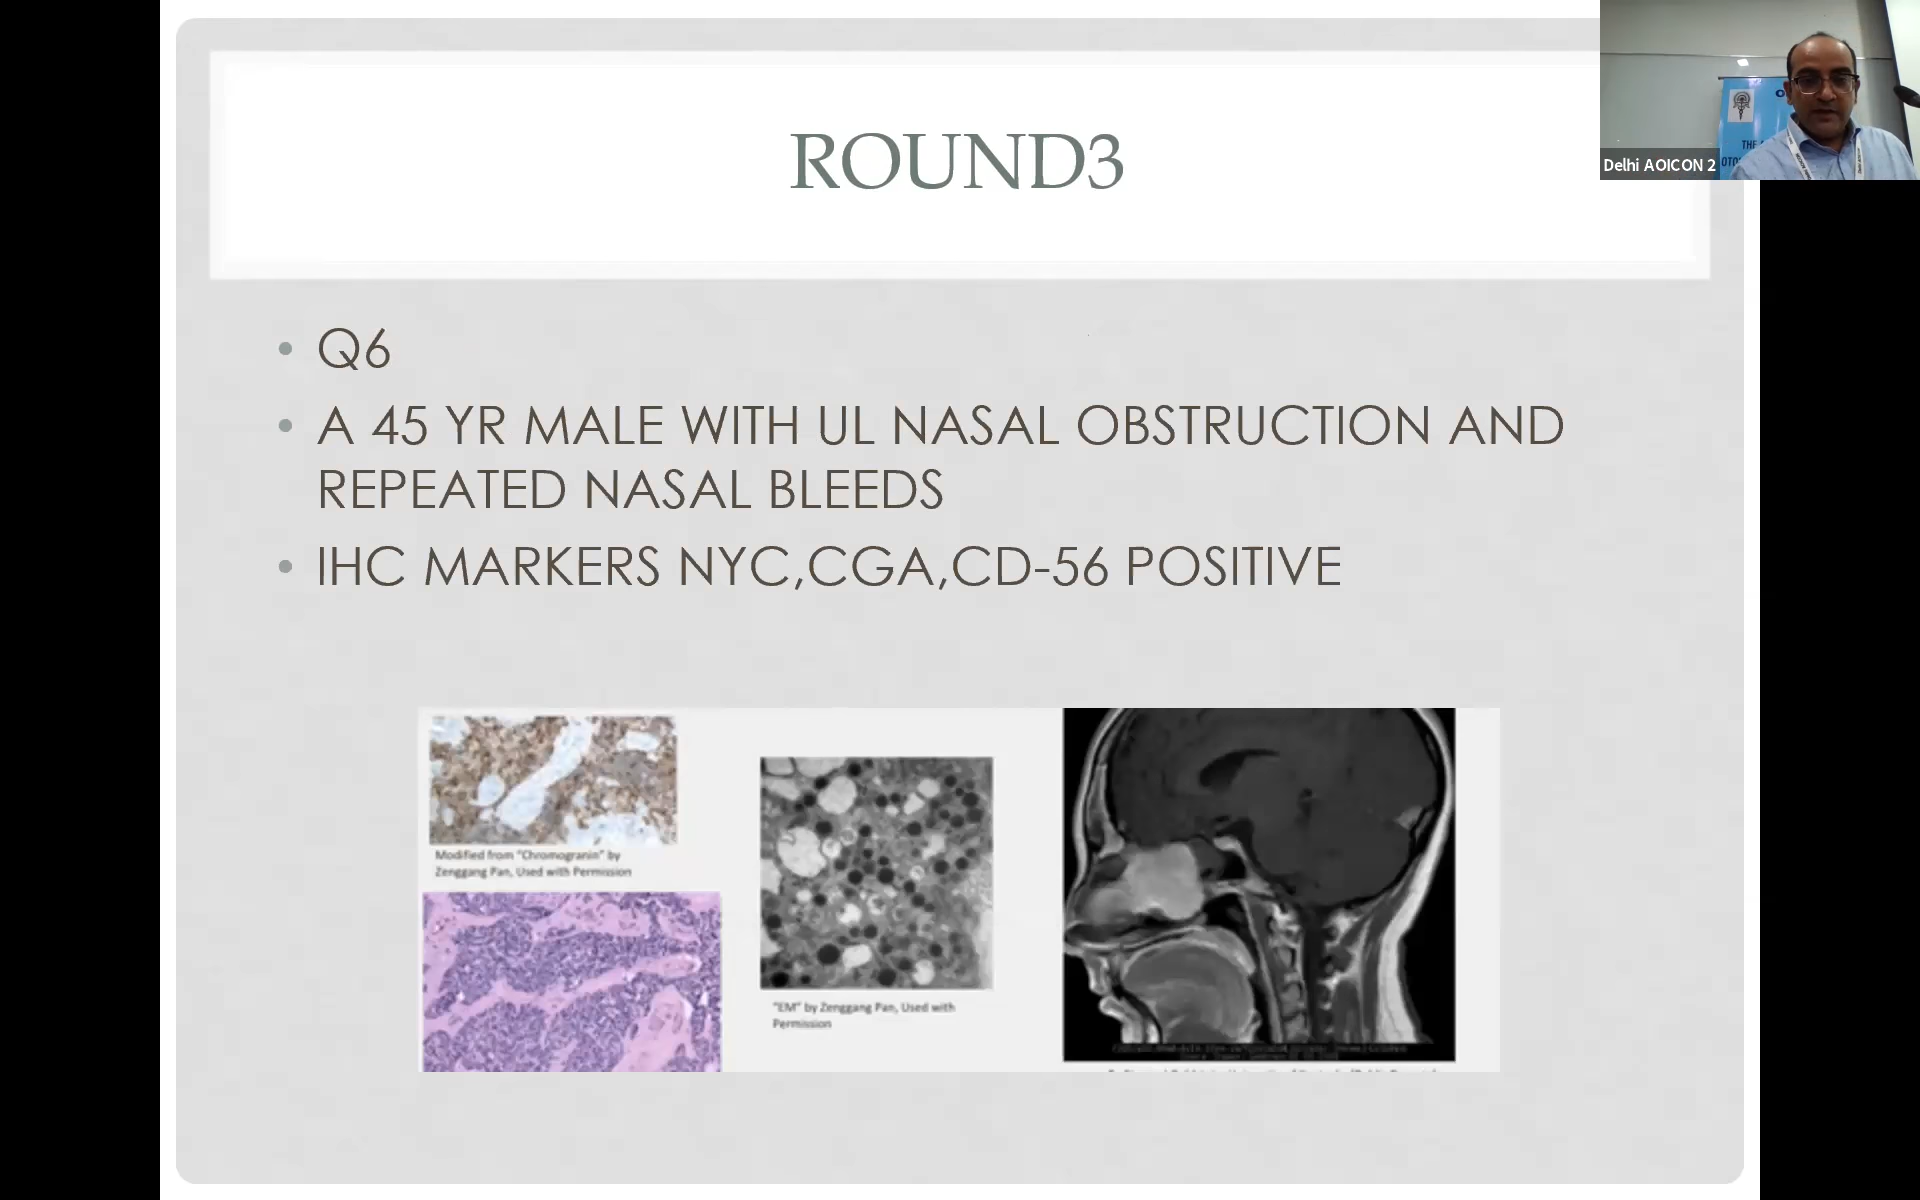 ROUND3
Delhi AOICON 2
THE
• Q6
• A 45 YR MALE WITH UL NASAL OBSTRUCTION AND
REPEATED NASAL BLEEDS
• IHC MARKERS NYC,CGA,CD-56 POSITIVE
Modified from "Chromogranin" by
Zenggang Pan, Used with Permission
"EM" by Zenggang Pan, Used with
Permission